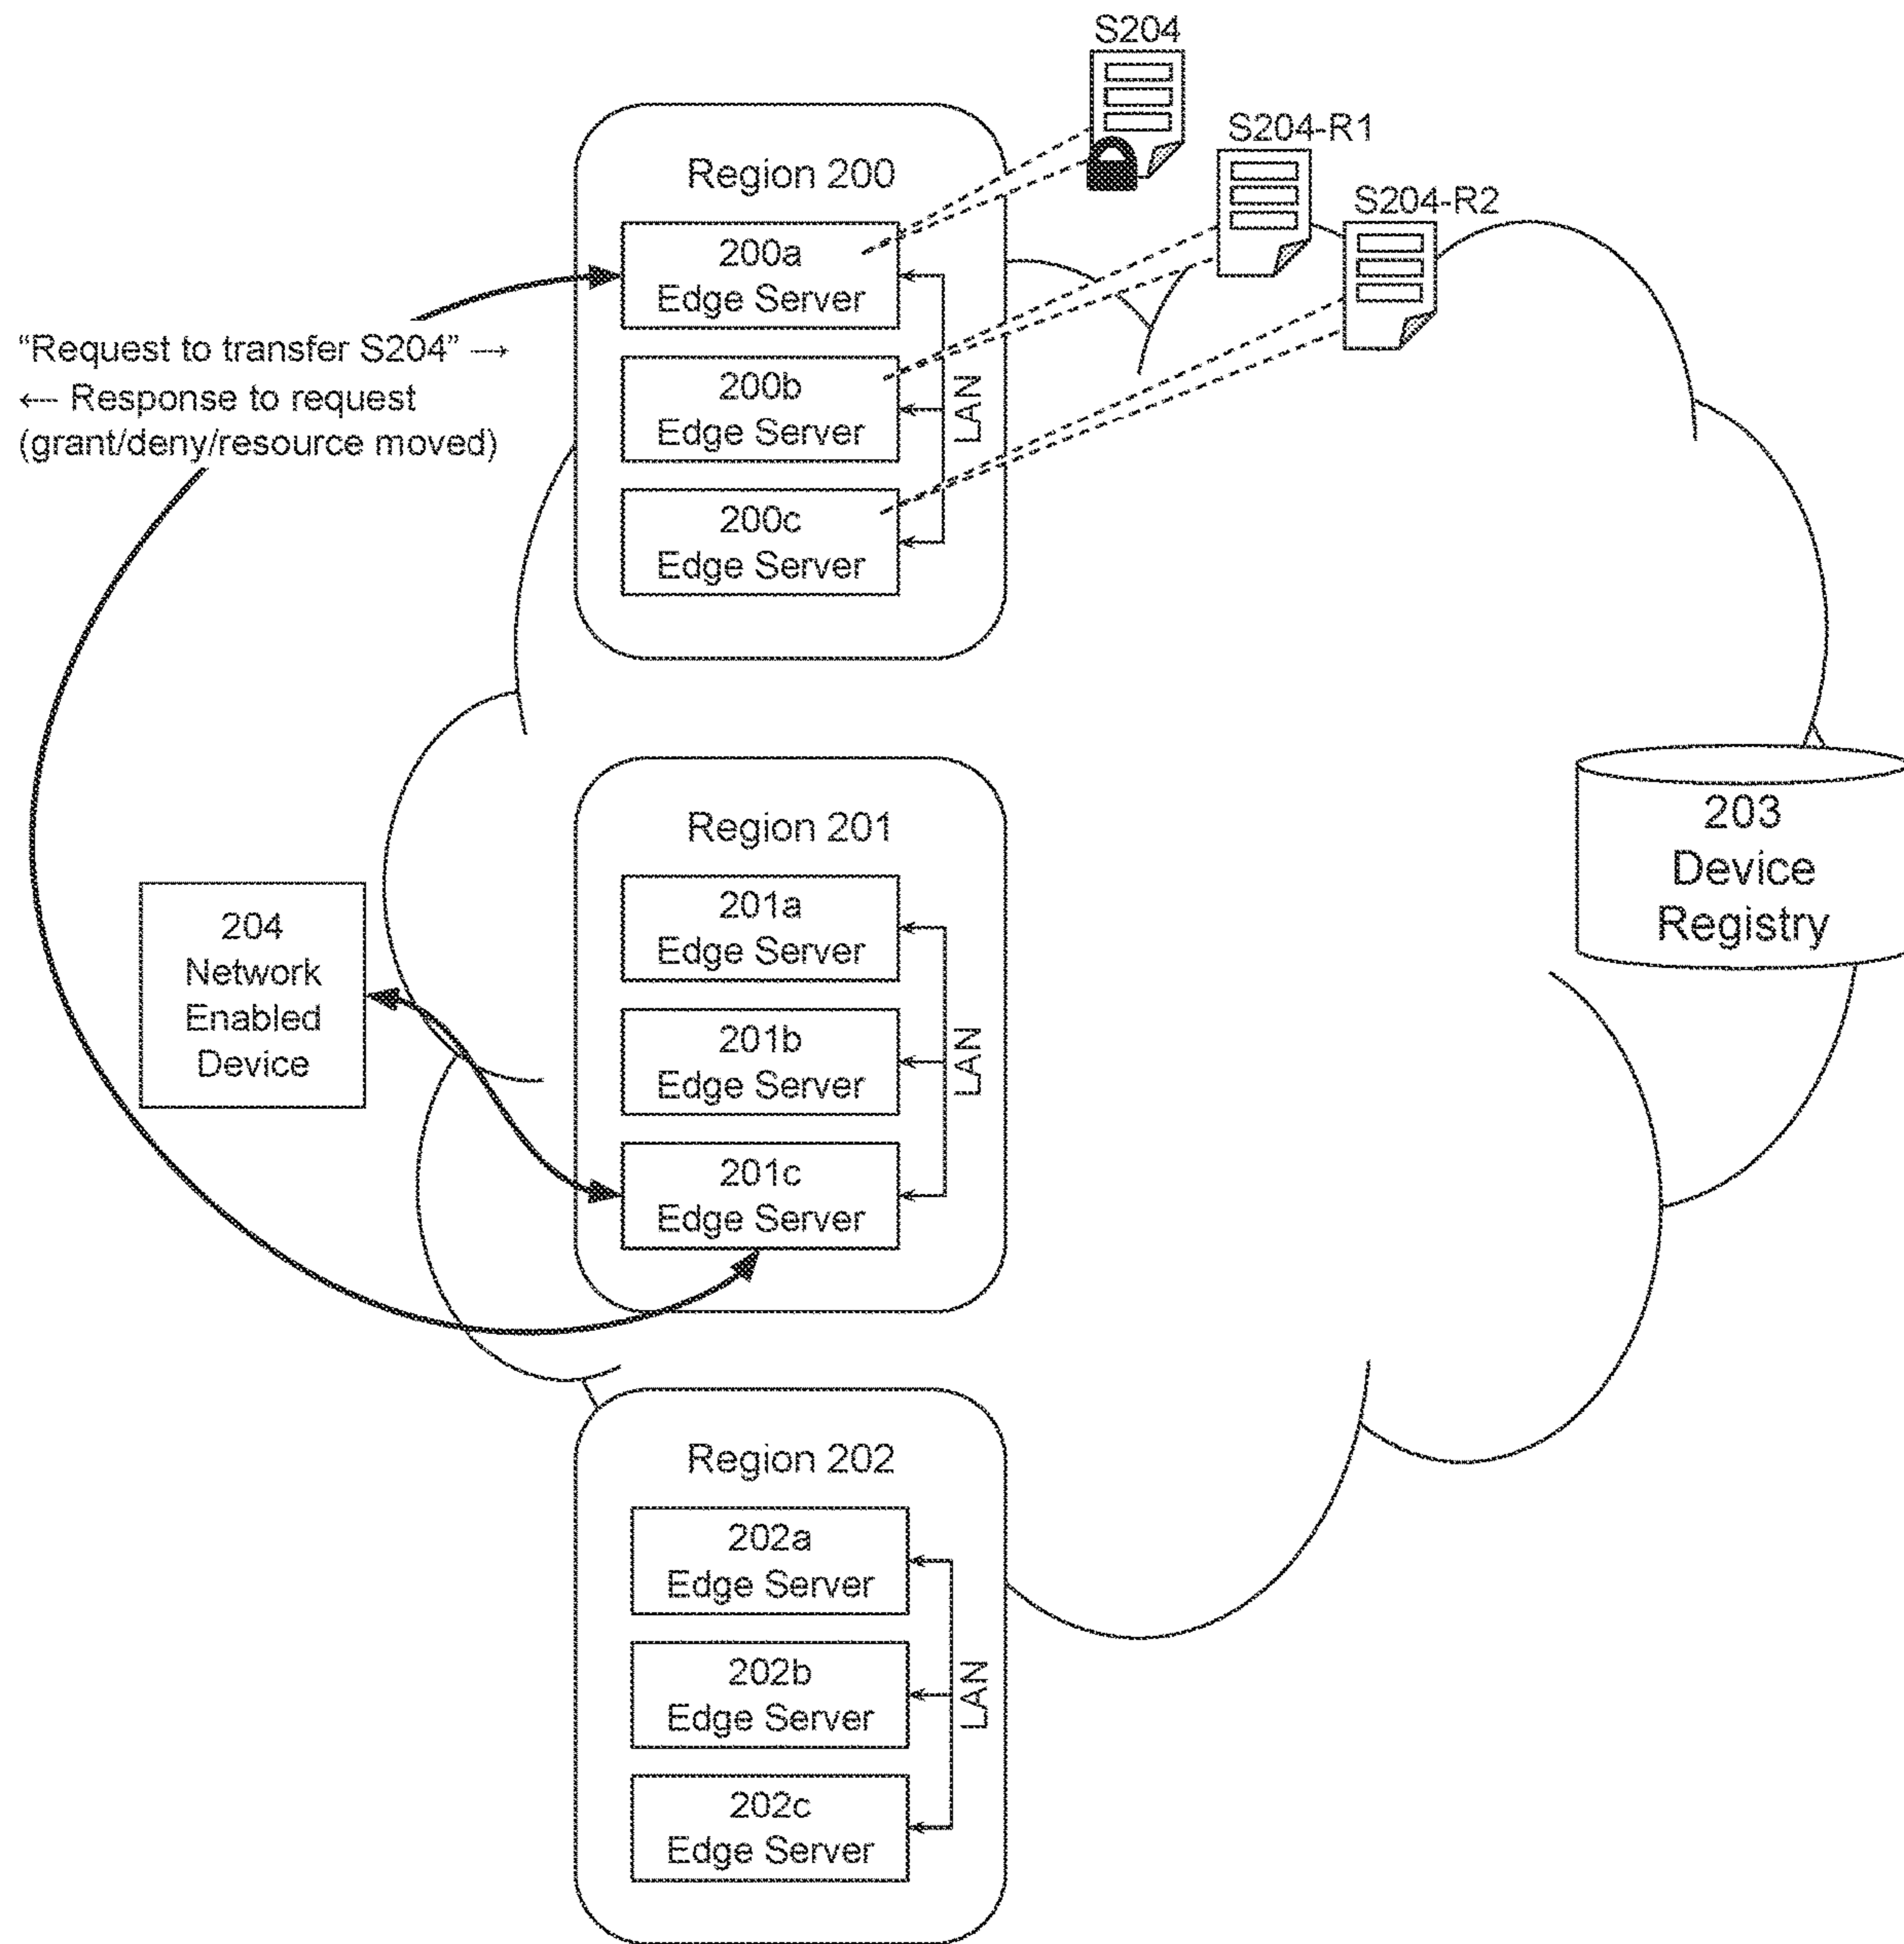 S204
S204-R1
S204-R2
Region 200
200a
Edge Server
200b
Edge Server
200c
Edge Server
LAN
“Request to transfer S204” →
← Response to request
(grant/deny/resource moved)
Region 201
201a
Edge Server
201b
Edge Server
201c
Edge Server
LAN
203
Device
Registry
204
Network
Enabled
Device
Region 202
202a
Edge Server
202b
Edge Server
202c
Edge Server
LAN